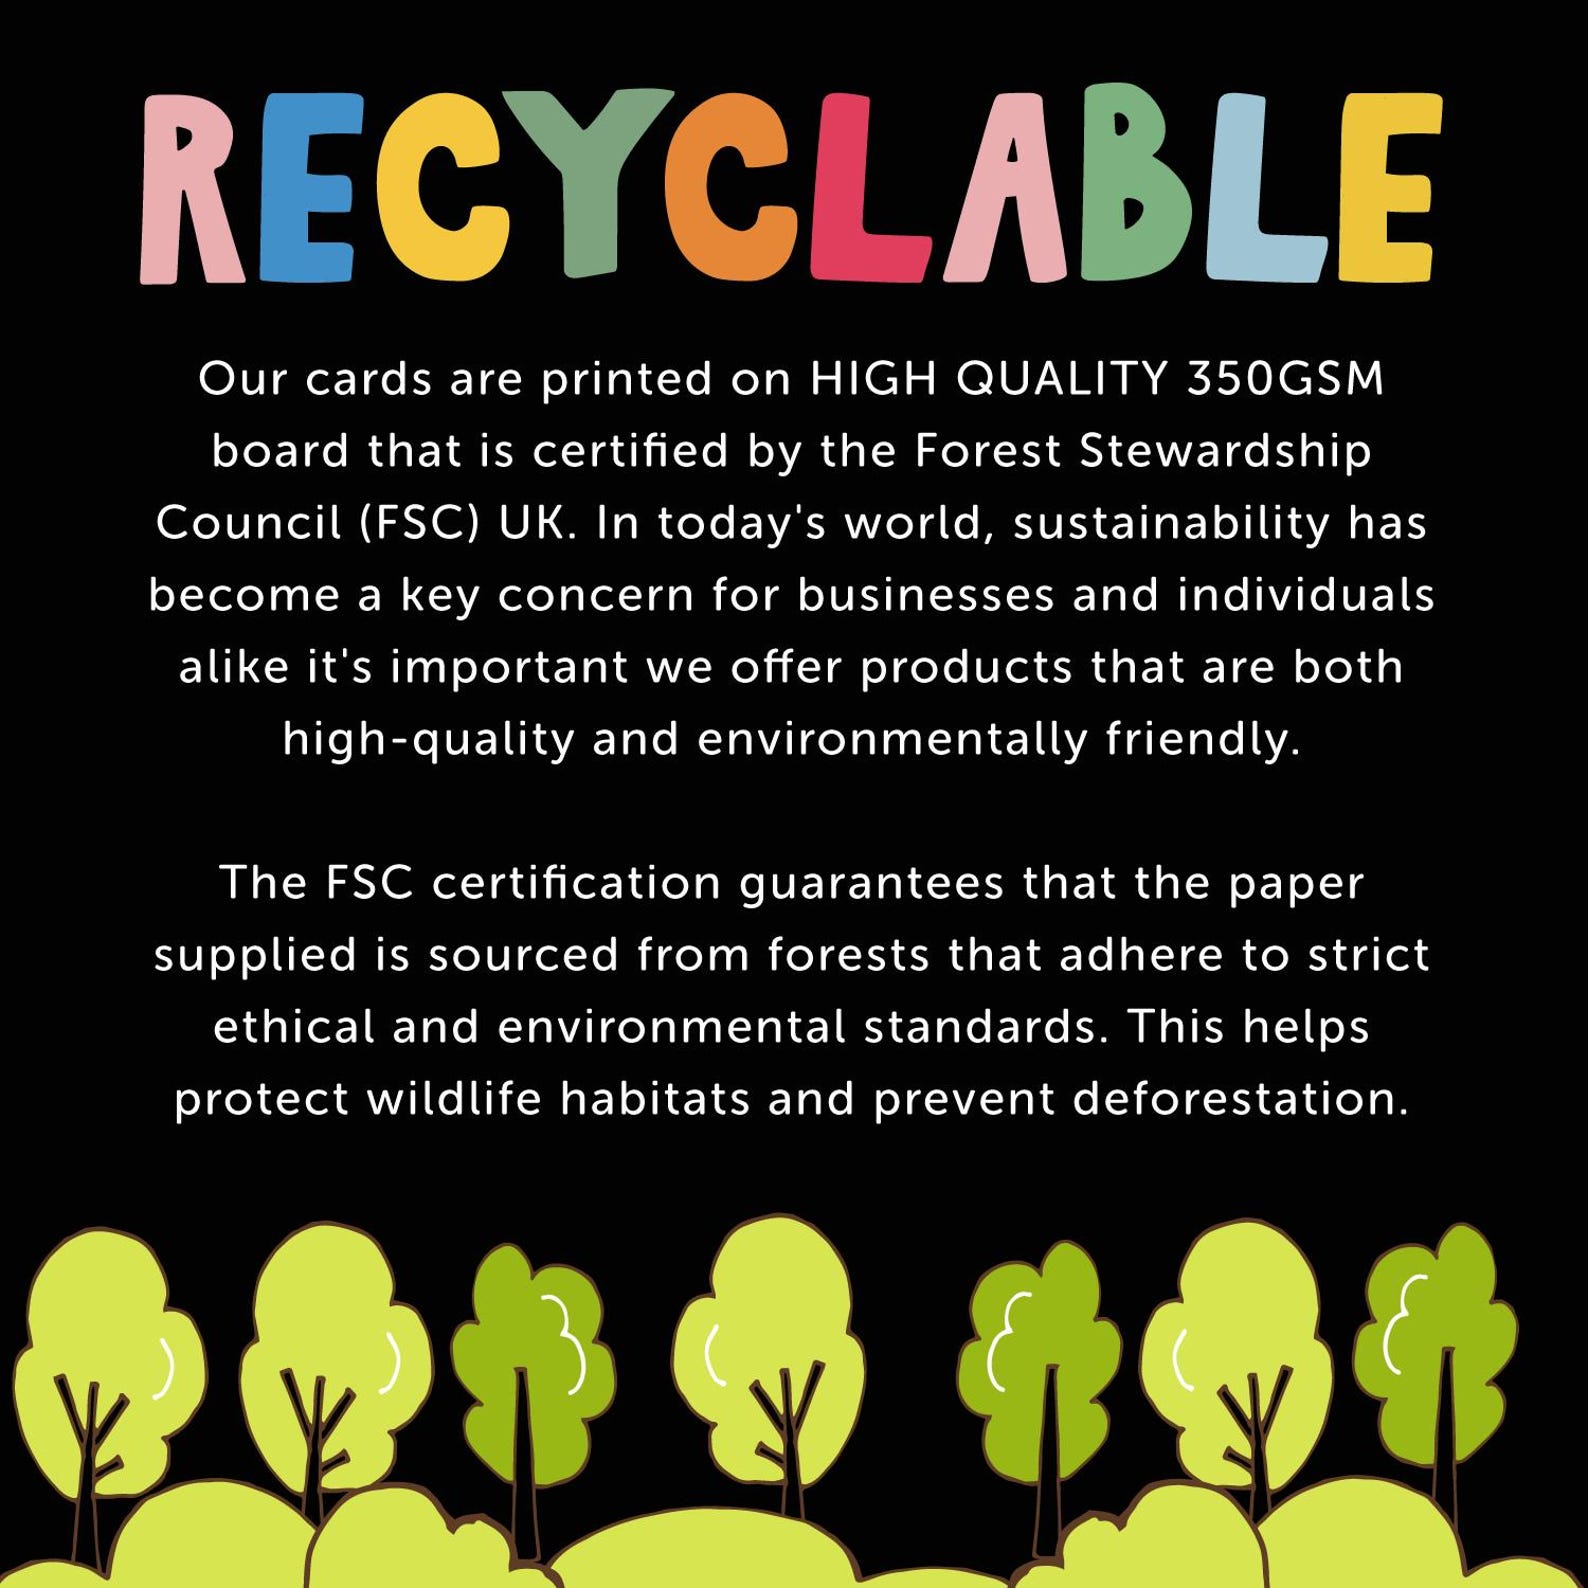 RECYCLABLE
Our cards are printed on HIGH QUALITY 350GSM
board that is certified by the Forest Stewardship
Council (FSC) UK. In today's world, sustainability has
become a key concern for businesses and individuals
alike it's important we offer products that are both
high-quality and environmentally friendly.
The FSC certification guarantees that the paper
supplied is sourced from forests that adhere to strict
ethical and environmental standards. This helps
protect wildlife habitats and prevent deforestation.